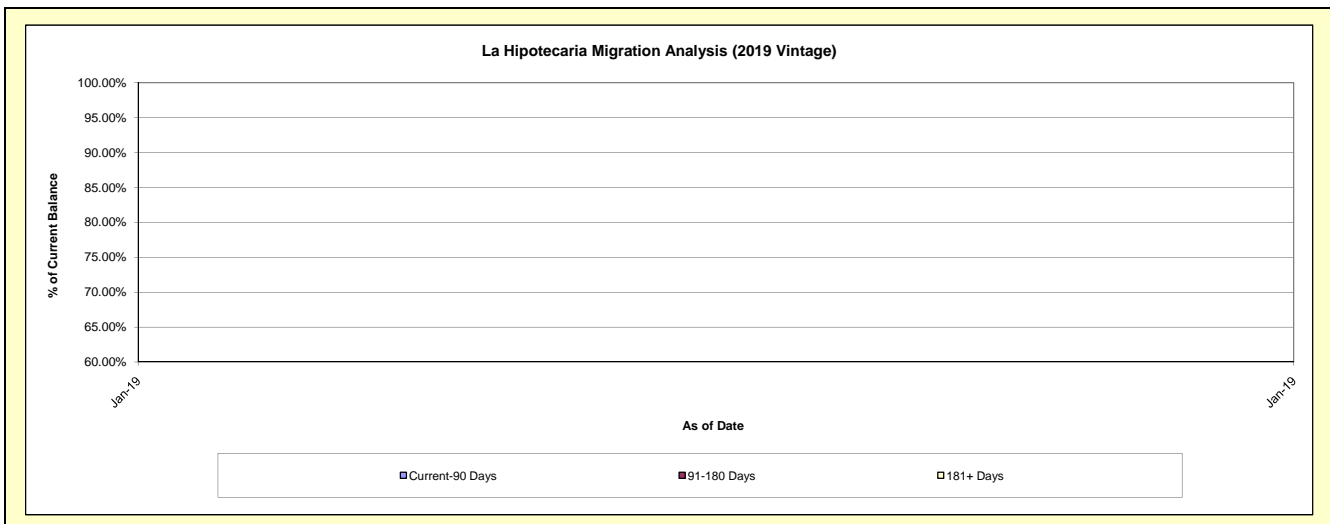 La Hipotecaria Migration Analysis (2019 Vintage)
% of Current Balance
100.00%
95.00%
90.00%
85.00%
80.00%
75.00%
70.00%
65.00%
60.00%
Jan-19
Jan-19
As of Date
Current-90 Days
91-180 Days
181+ Days